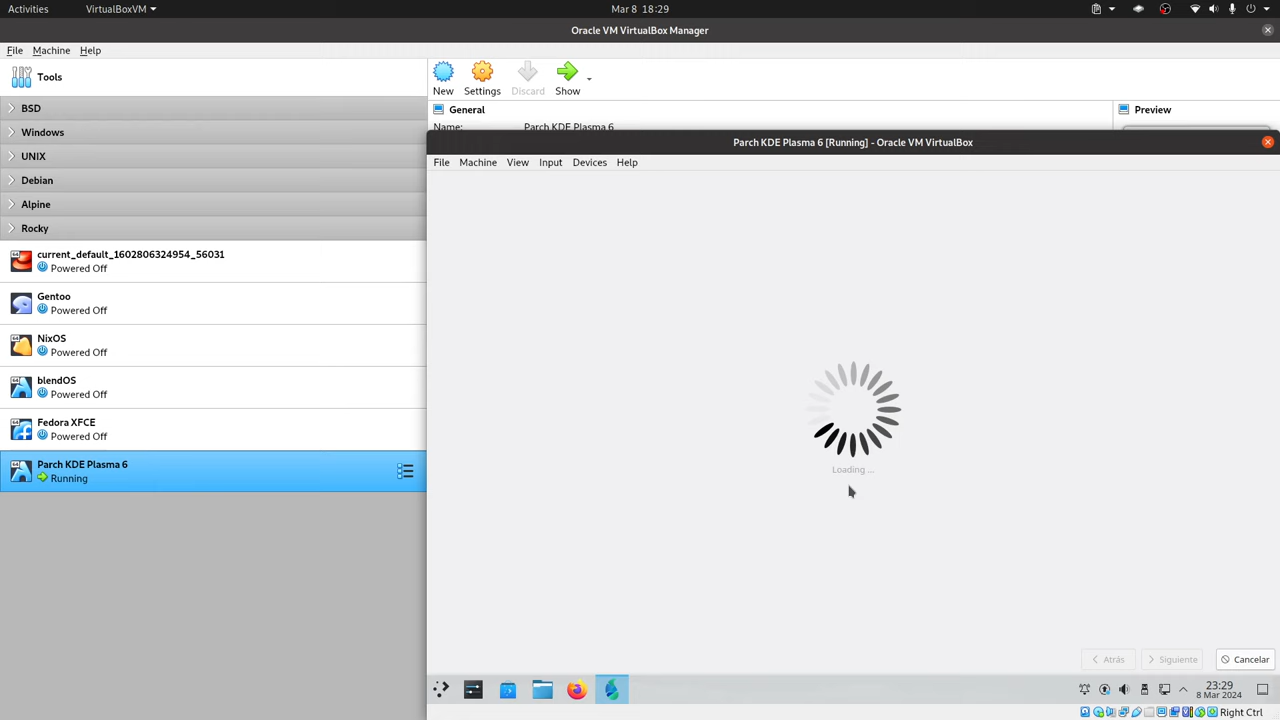 Activities VirtualBoxVM Mar 8 18:29
Oracle VM VirtualBox Manager
File Machine Help
Tools
BSD
Windows
UNIX
Debian
Alpine
Rocky
current_default_1602806324954_56031
Powered Off
Gentoo
Powered Off
NixOS
Powered Off
blendOS
Powered Off
Fedora XFCE
Powered Off
Parch KDE Plasma 6
Running
New Settings Discard Show
General
Preview
Name: Parch KDE Plasma 6
Parch KDE Plasma 6 [Running] - Oracle VM VirtualBox
File Machine View Input Devices Help
Loading ...
Atrás Siguiente Cancelar
23:29
8 Mar 2024
Right Ctrl